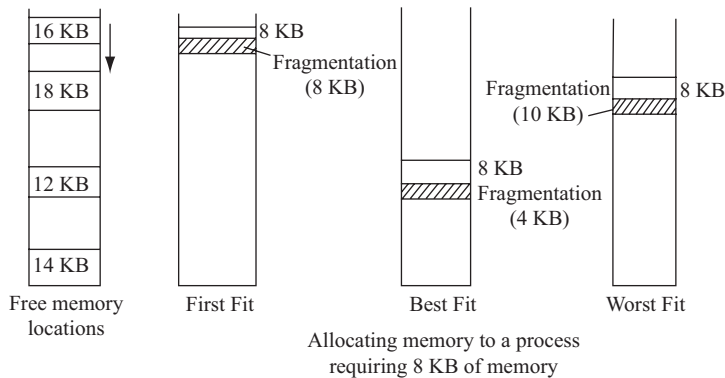 16 KB
18 KB
12 KB
14 KB
Free memory
locations
8 KB
Fragmentation
(8 KB)
First Fit
8 KB
Fragmentation
(4 KB)
Best Fit
Fragmentation
(10 KB)
8 KB
Worst Fit
Allocating memory to a process
requiring 8 KB of memory